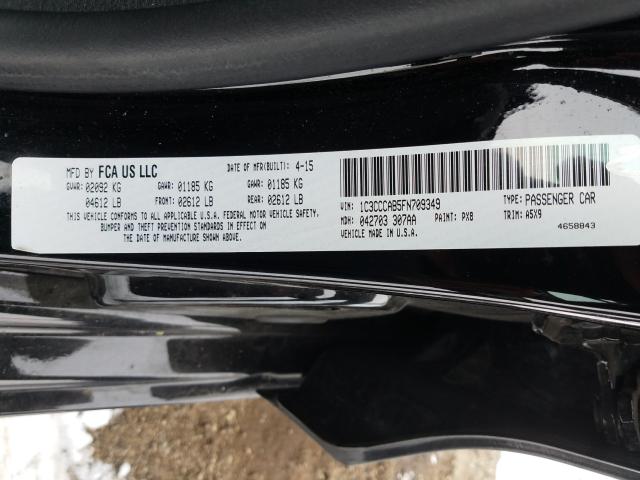 MFD BY FCA US LLC DATE OF MFR(BUILT): 4-15
GVWR: 02092 KG GAWR: 01185 KG GAWR: 01185 KG
04612 LB FRONT: 02612 LB REAR: 02612 LB
THIS VEHICLE CONFORMS TO ALL APPLICABLE U.S.A. FEDERAL MOTOR VEHICLE SAFETY,
BUMPER AND THEFT PREVENTION STANDARDS IN EFFECT ON
THE DATE OF MANUFACTURE SHOWN ABOVE.
VIN: 1C3CCCAB5FN709349 TYPE: PASSENGER CAR
MDH: 042703 307AA PAINT: PX8 TRIM: A5X9
VEHICLE MADE IN U.S.A. 4658843